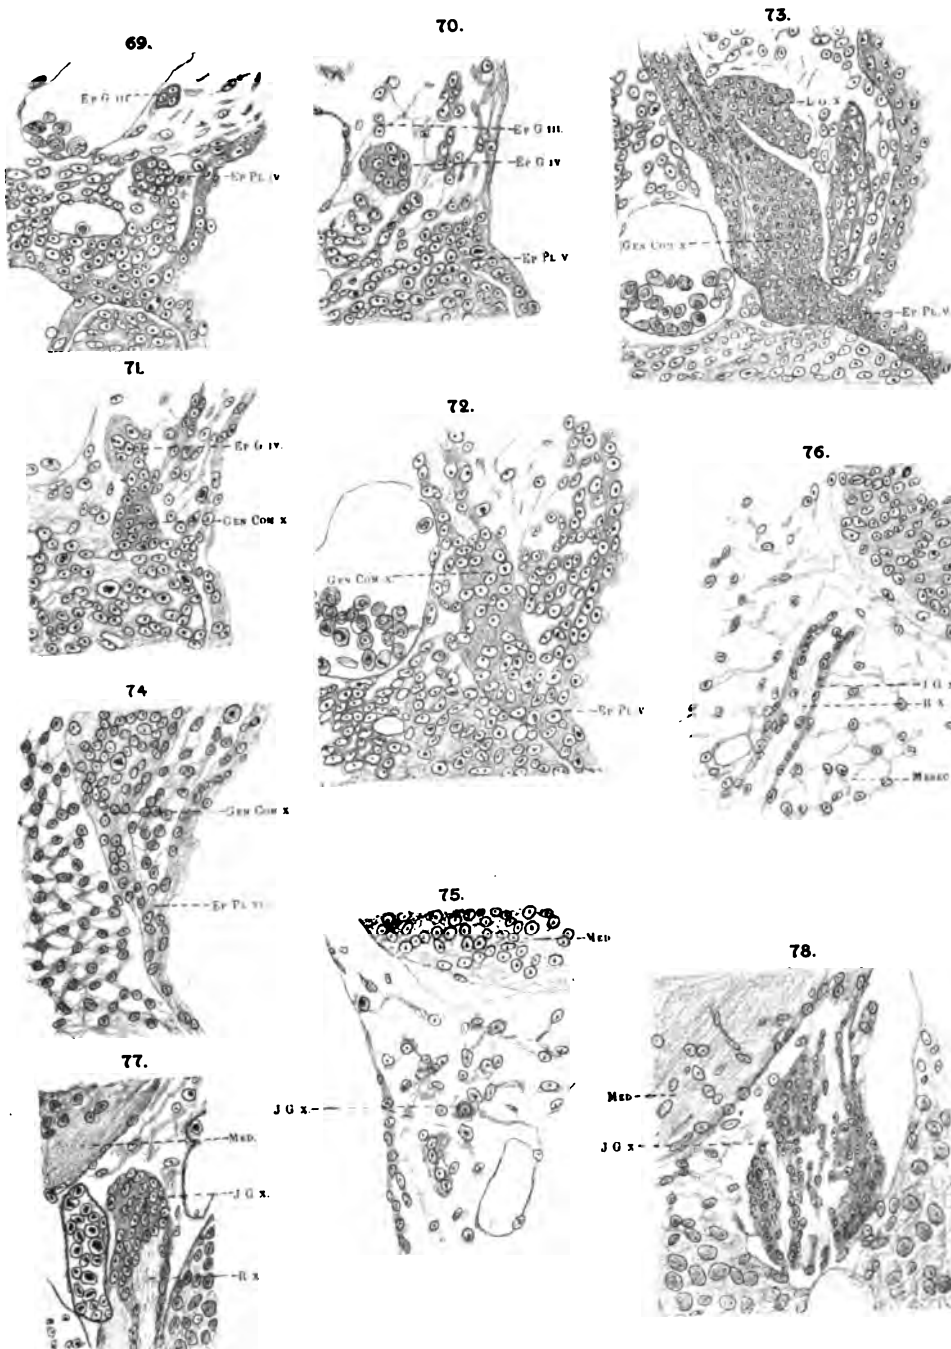 69.
Ep G III.
Ep Pl. IV
70.
Ep G III.
Ep G IV
Ep Pl. V
73.
Gen Com X
Ep Pl. V.
71.
Ep G IV.
Gen Com X
72.
Gen Com X
Ep Pl. V
76.
J G X
R X
74
Gen Com X
Ep Pl VI
75.
Med
J G X
77.
Med.
J G X.
R X
78.
Med
J G X